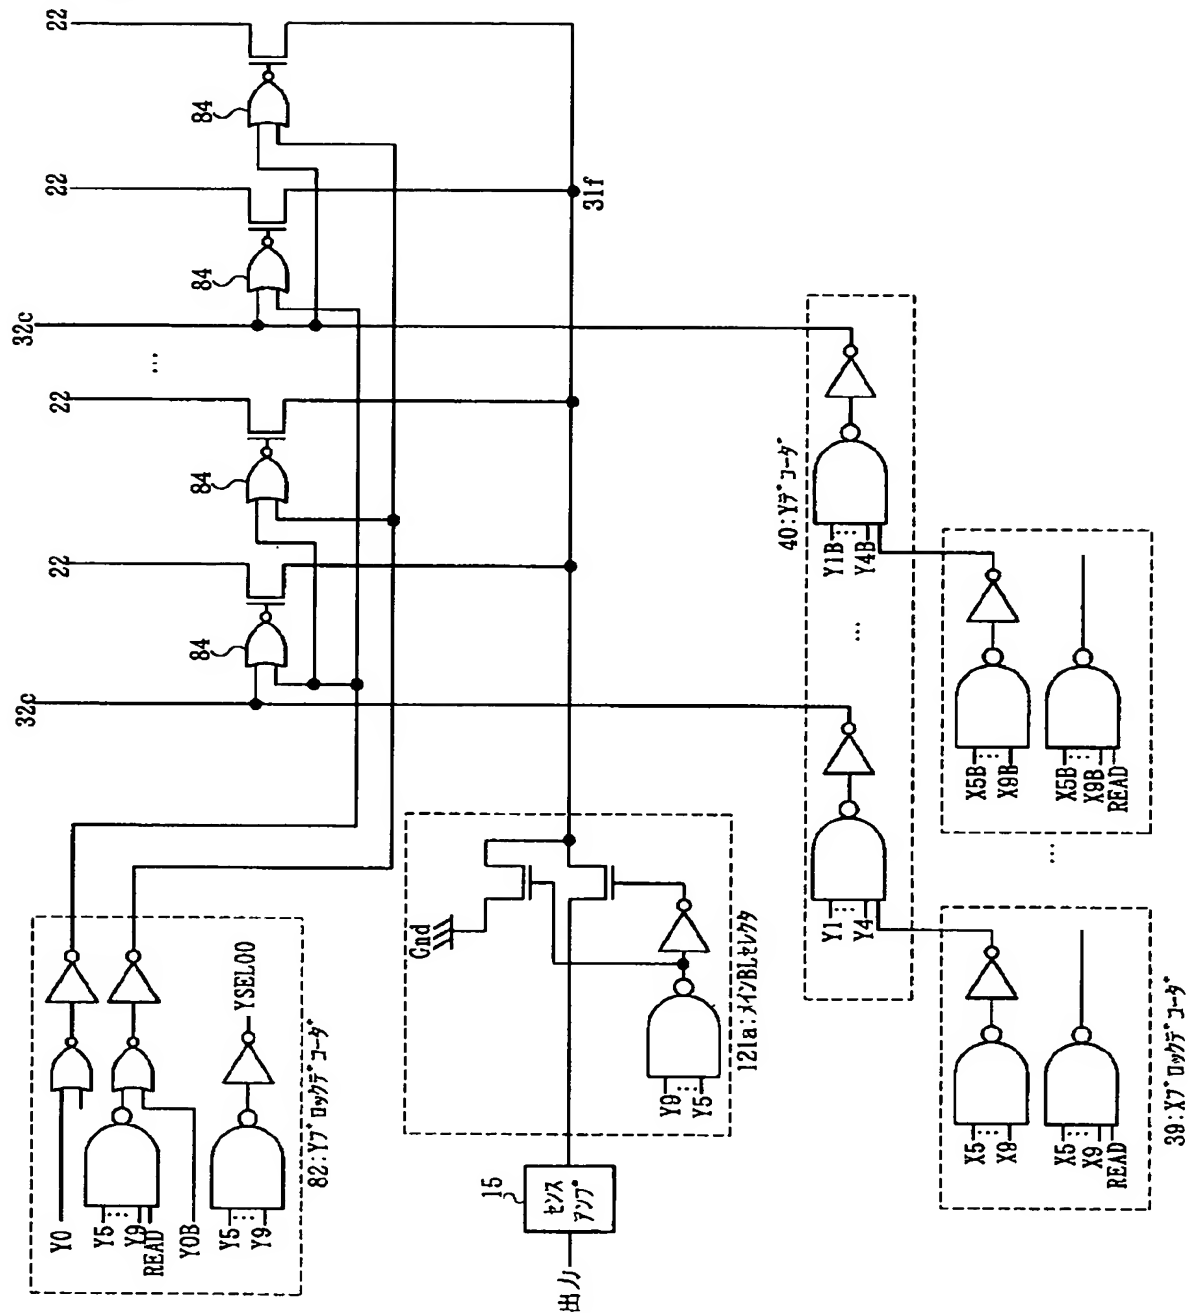 22
84
22
84
31f
32c
...
22
84
22
84
32c
40:Yデコーダ
Y1B
...
Y4B
...
Y1
...
Y4
X5B
...
X9B
X5B
...
X9B
READ
...
X5
...
X9
X5
...
X9
READ
39:Xブロックデコーダ
Gnd
Y9
...
Y5
121a:メインBLセレクタ
Y0
Y5
...
Y9
READ
Y0B
Y5
...
Y9
YSEL00
82:Yブロックデコーダ
15
センス
アンプ
出力